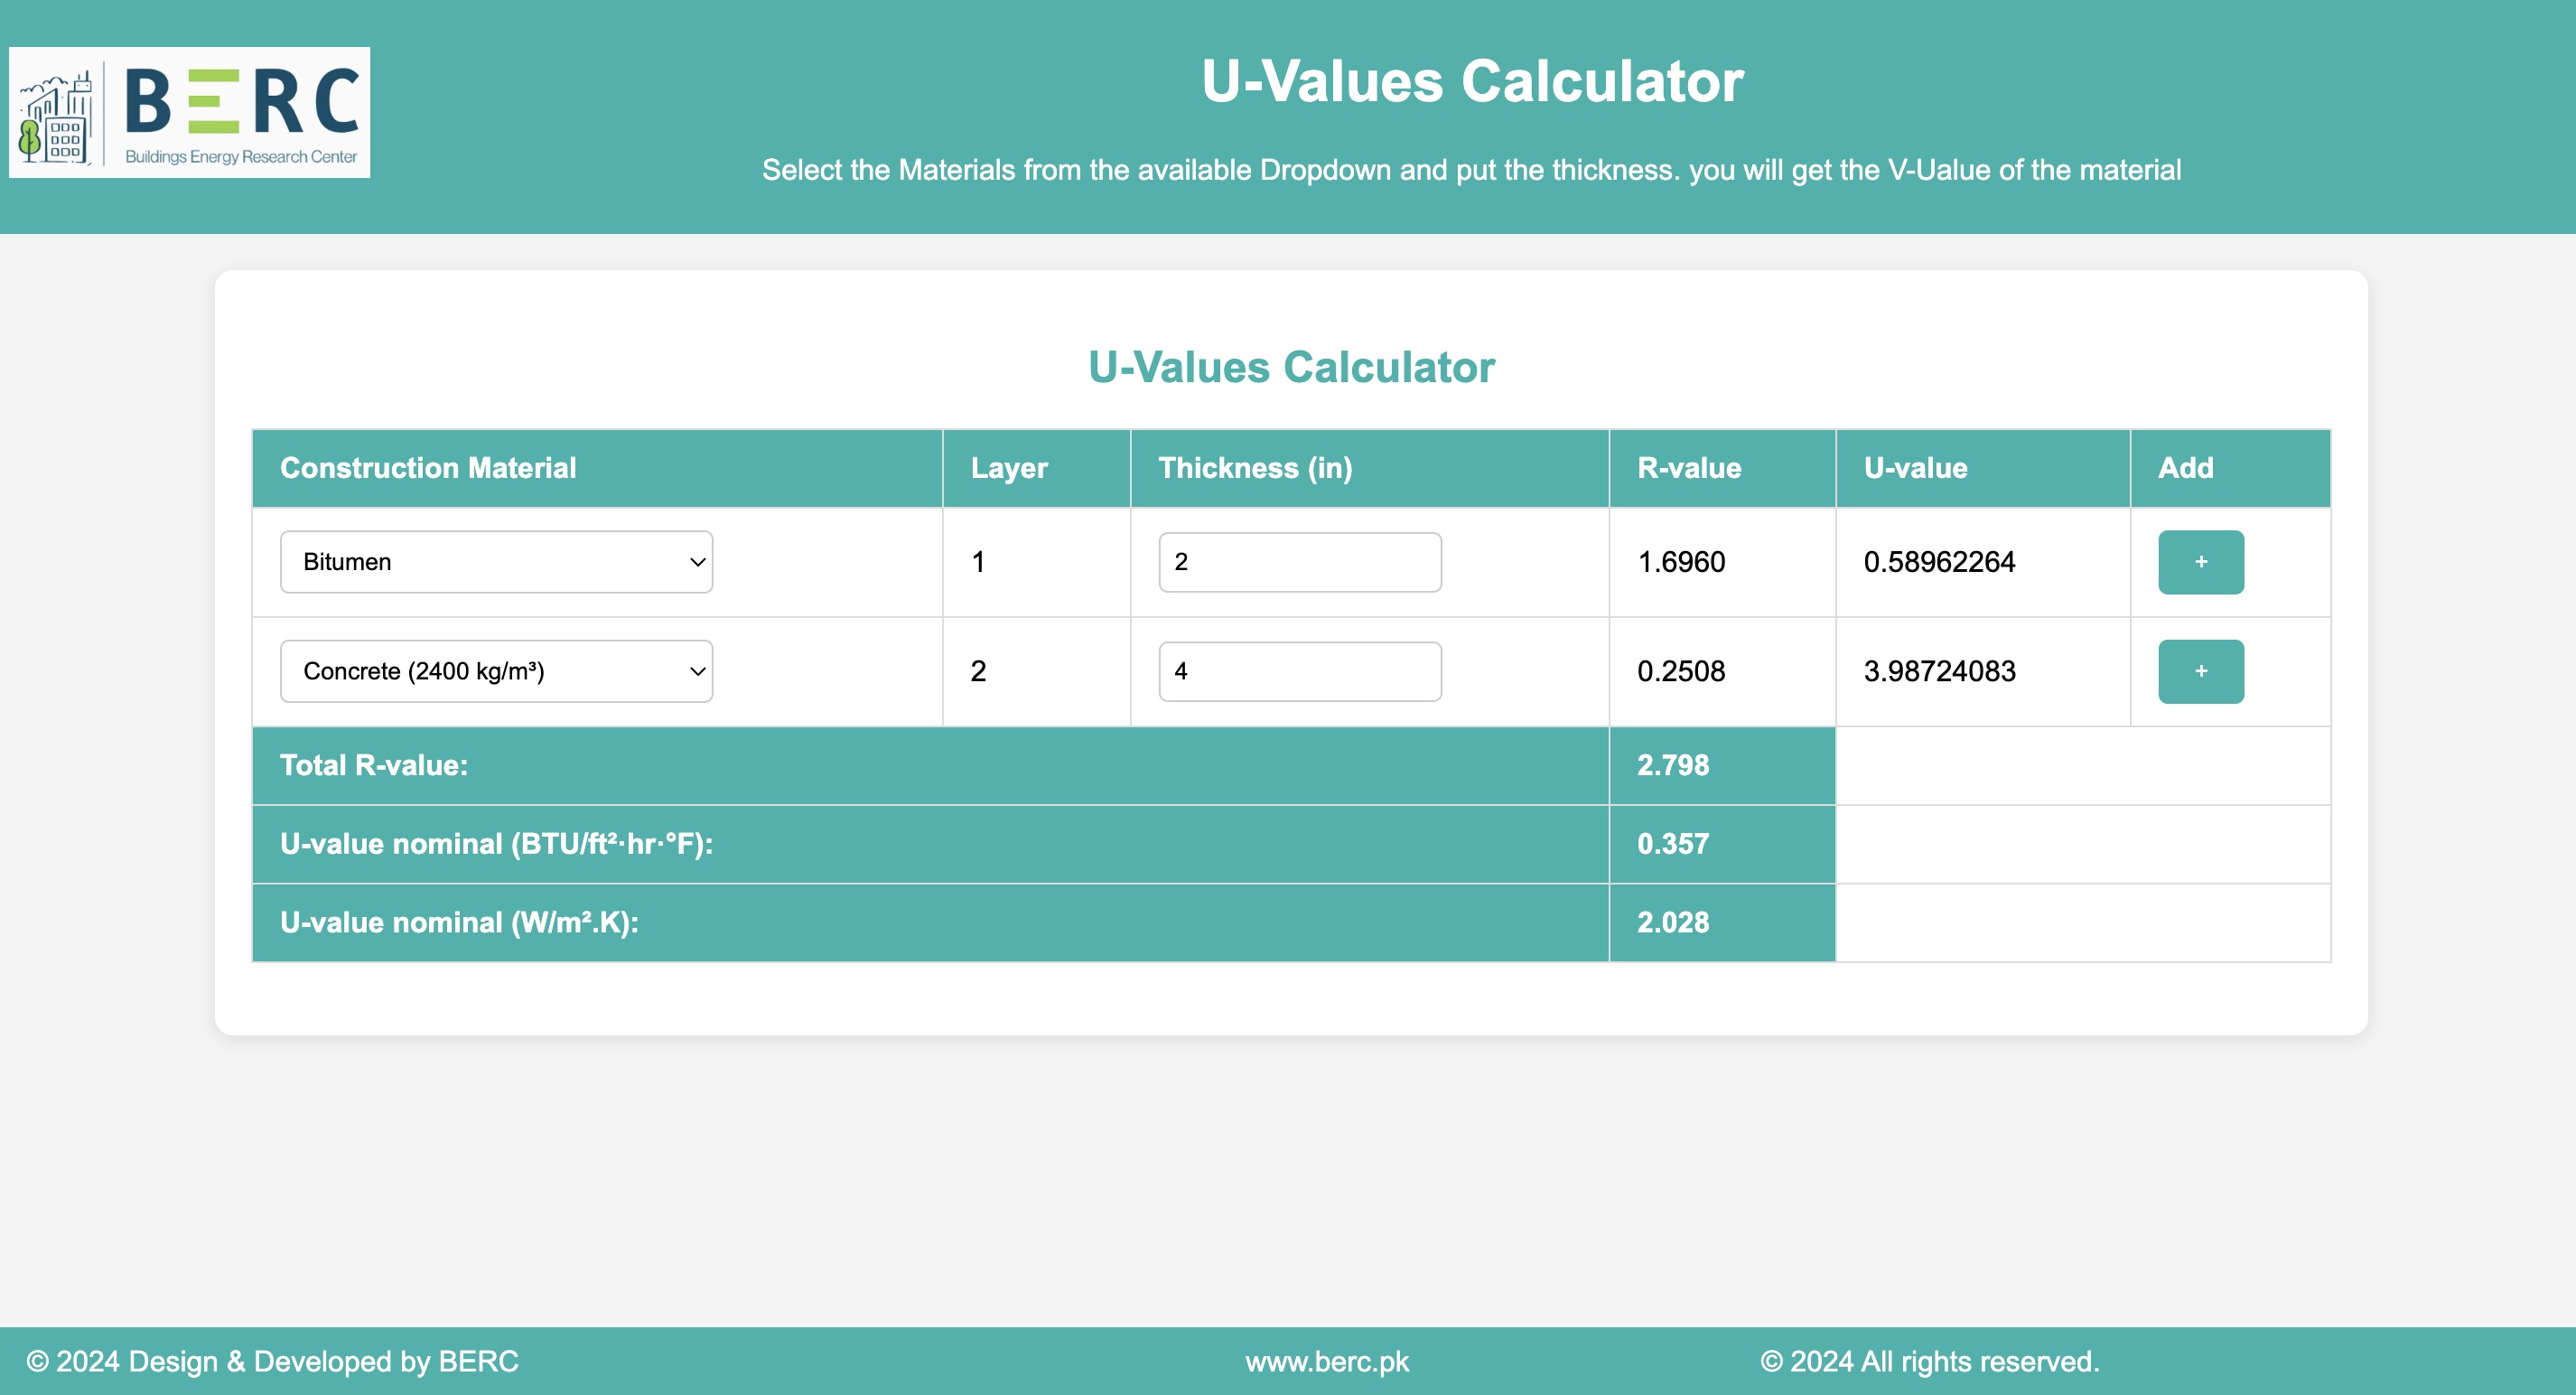 BERC
Buildings Energy Research Center
U-Values Calculator
Select the Materials from the available Dropdown and put the thickness. you will get the V-Ualue of the material
U-Values Calculator
Construction Material Layer Thickness (in) R-value U-value Add
Bitumen 1 2 1.6960 0.58962264 +
Concrete (2400 kg/m³) 2 4 0.2508 3.98724083 +
Total R-value: 2.798
U-value nominal (BTU/ft²·hr·°F): 0.357
U-value nominal (W/m².K): 2.028
© 2024 Design & Developed by BERC www.berc.pk © 2024 All rights reserved.